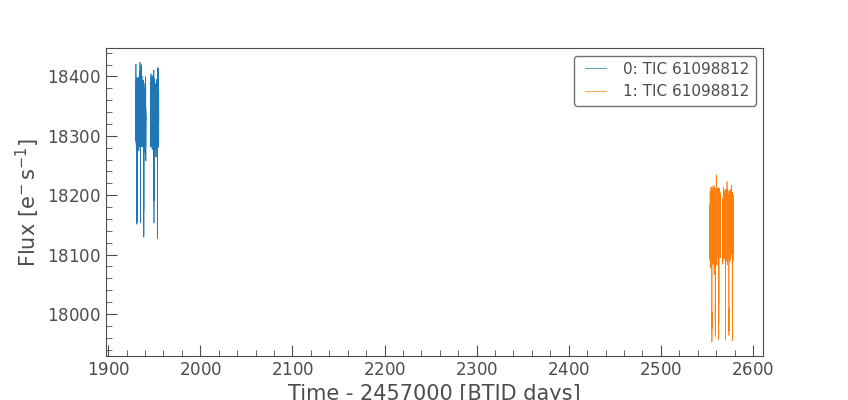 18400
18300
18200
18100
18000
Flux [e⁻ s⁻¹]
0: TIC 61098812
1: TIC 61098812
1900 2000 2100 2200 2300 2400 2500 2600
Time - 2457000 [BTJD days]